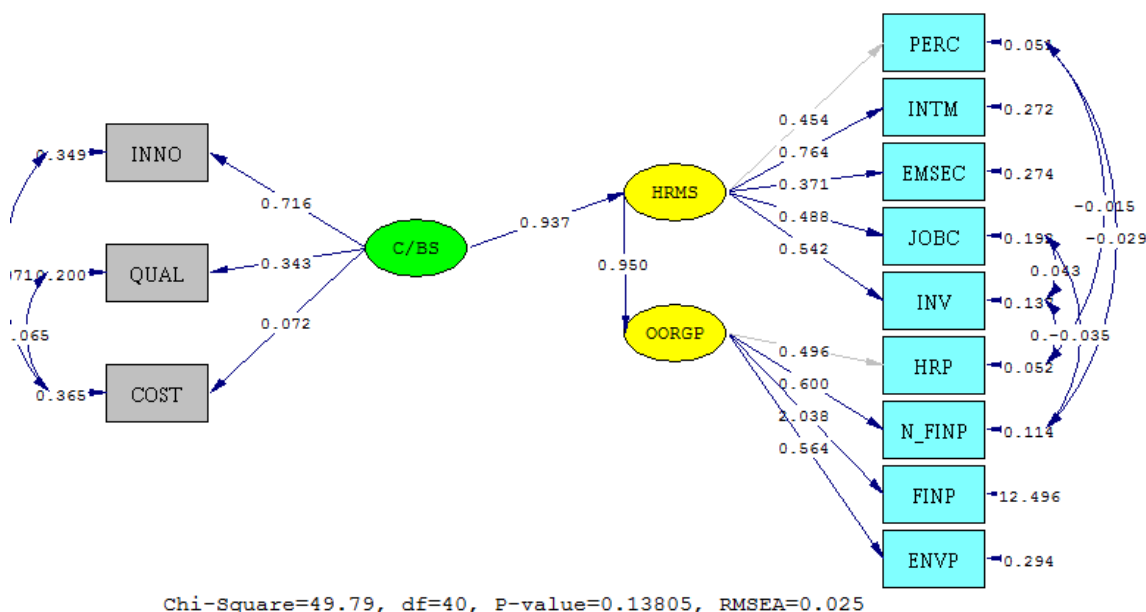 PERC
INTM
0.272
0.454
INNO
0.349
0.764
EMSEC
0.274
HRMS
0.371
0.716
-0.015
0.488
JOBC
-0.029
C/BS
0.937
0.542
0.343
0.043
QUAL
0.200
0.950
INV
0.072
OORGP
-0.035
.065
0.496
HRP
0.052
COST
0.365
0.600
2.038
N_FINP
0.114
0.564
FINP
12.496
ENVP
0.294
Chi-Square=49.79, df=40, P-value=0.13805, RMSEA=0.025